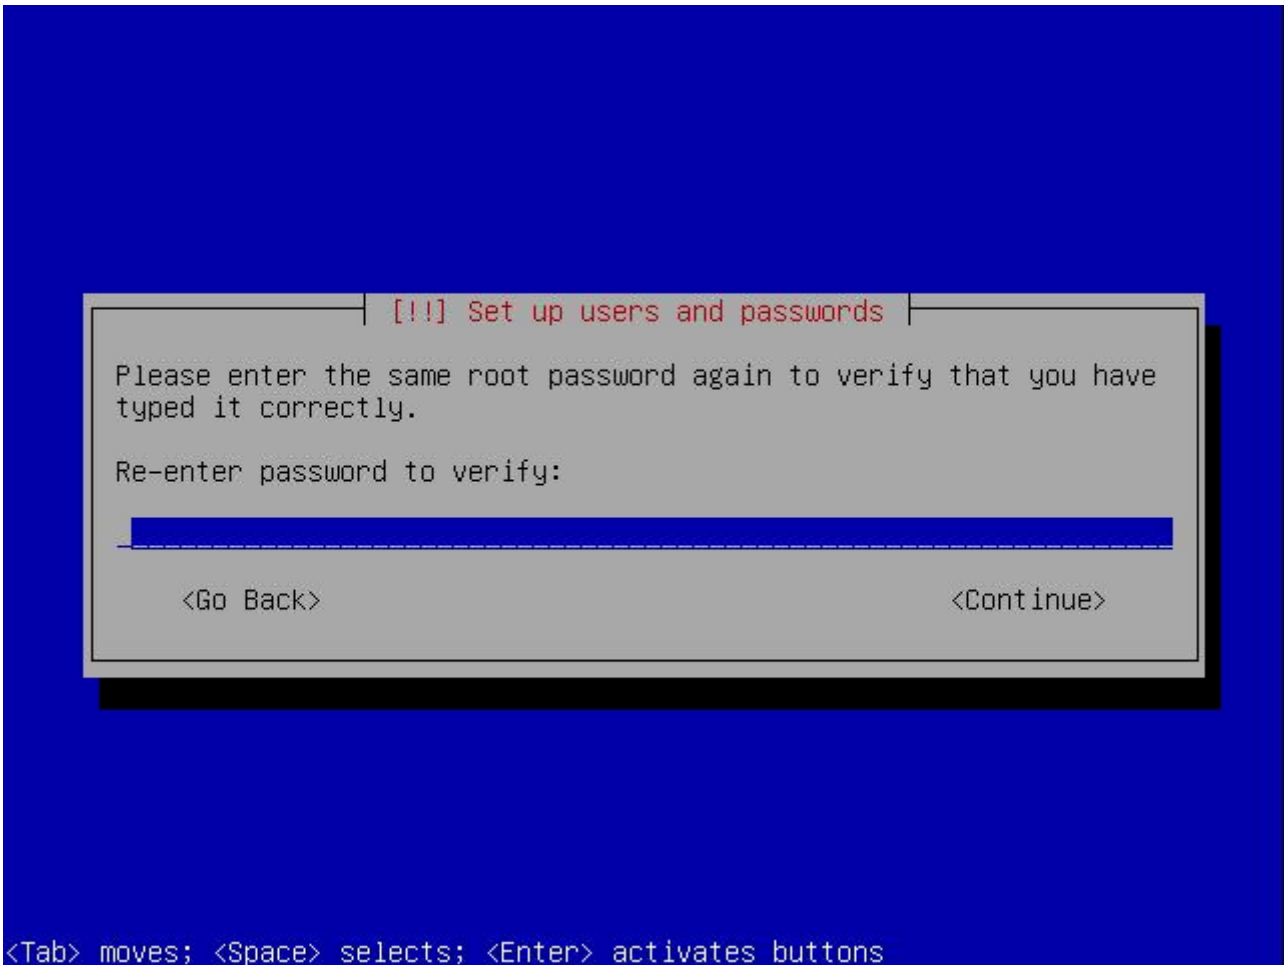 [!!] Set up users and passwords
Please enter the same root password again to verify that you have
typed it correctly.
Re-enter password to verify:
<Go Back> <Continue>
<Tab> moves; <Space> selects; <Enter> activates buttons